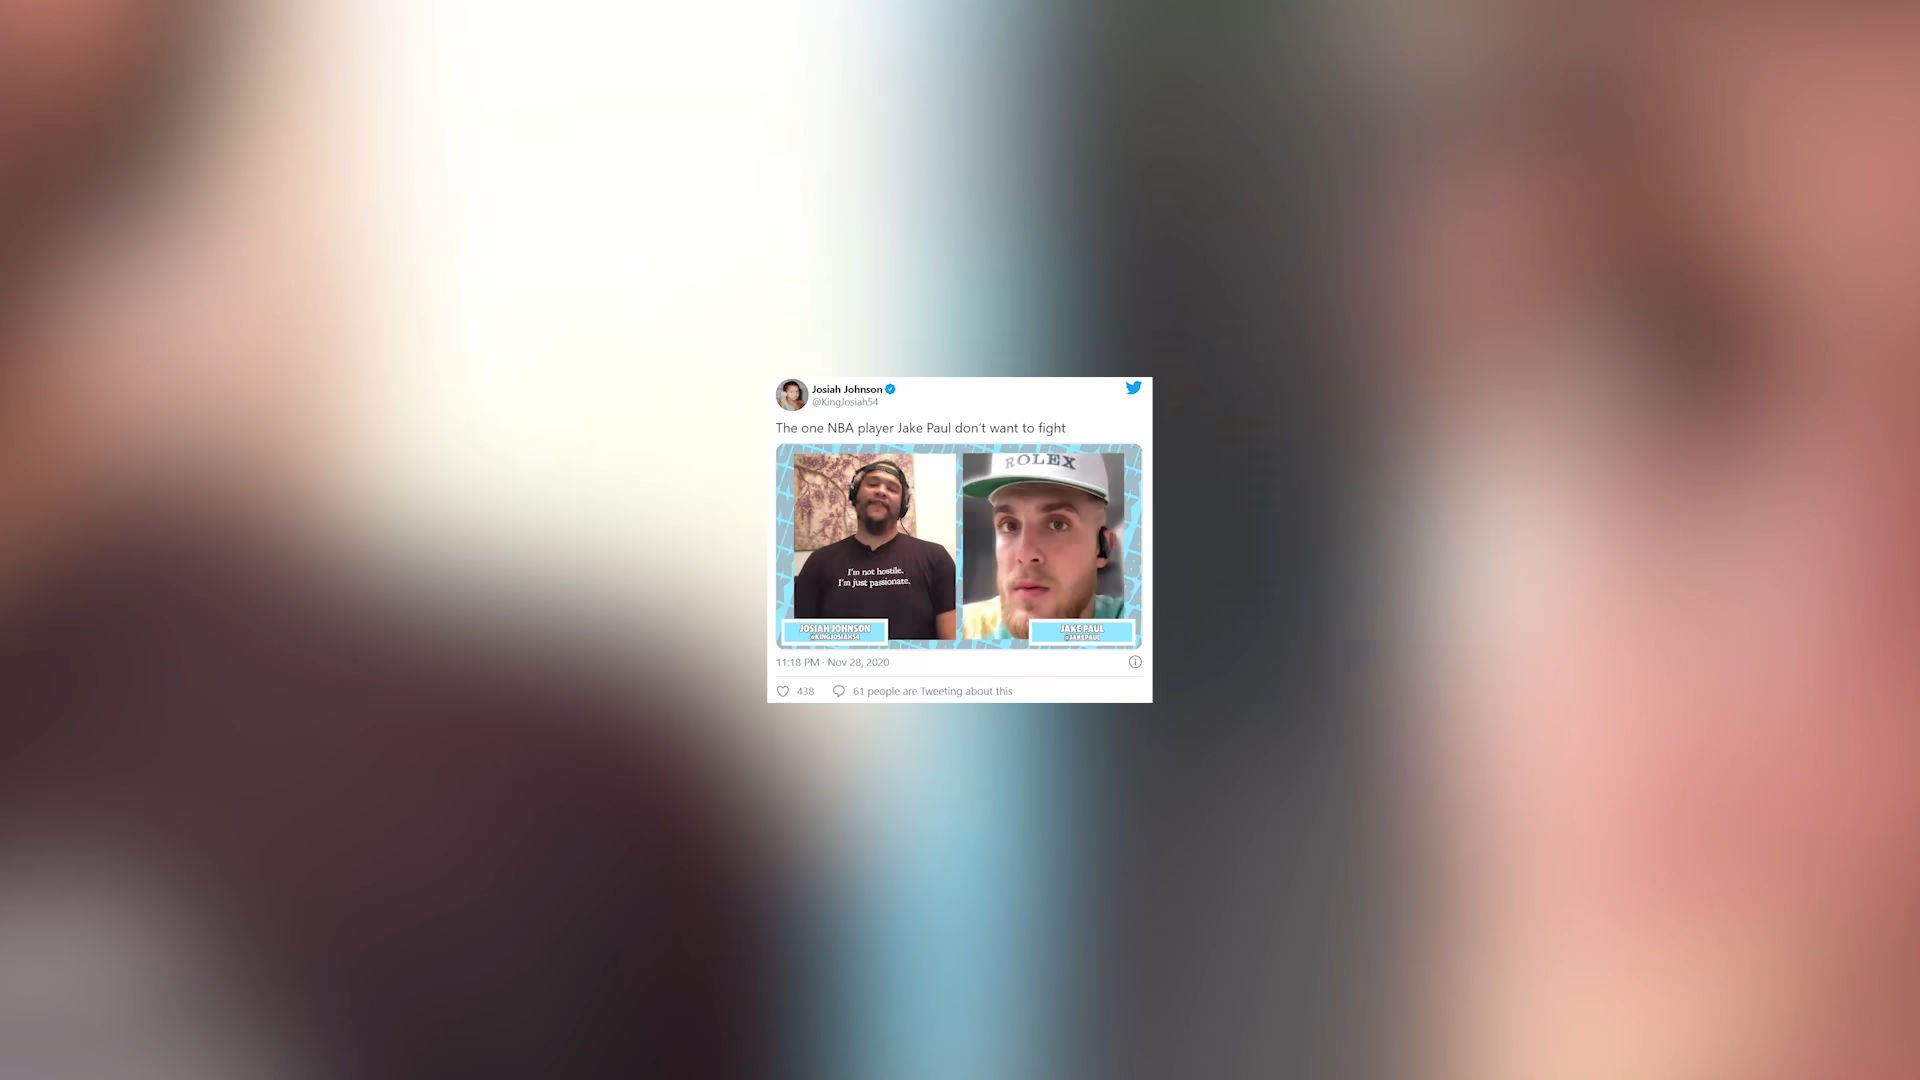 Josiah Johnson
@KingJosiah54
The one NBA player Jake Paul don't want to fight
ROLEX
I'm not hostile.
I'm just passionate.
JOSIAH JOHNSON
@KINGJOSIAH54
JAKE PAUL
@JAKEPAUL
11:18 PM · Nov 28, 2020
438
61 people are Tweeting about this